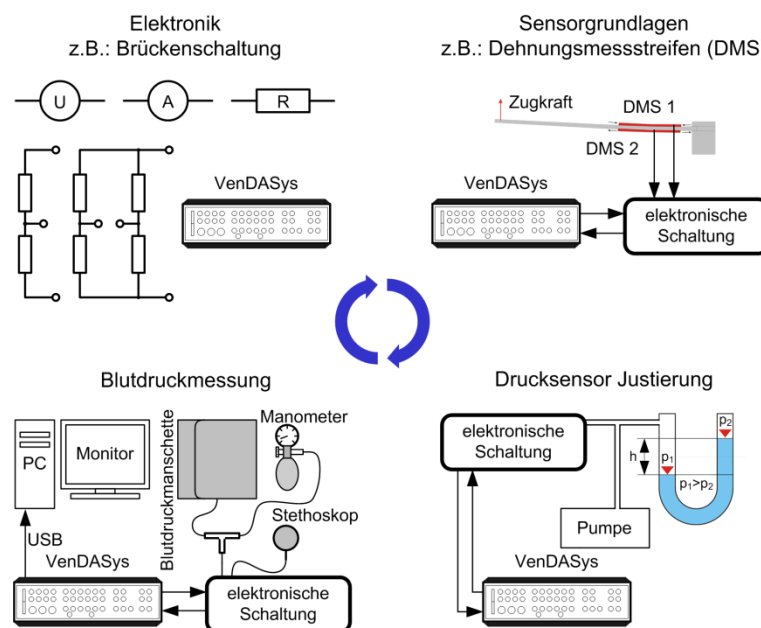 Elektronik
z.B.: Brückenschaltung
U
A
R
VenDASys
Sensorgrundlagen
z.B.: Dehnungsmessstreifen (DMS
Zugkraft
DMS 1
DMS 2
VenDASys
elektronische
Schaltung
Blutdruckmessung
PC
Monitor
USB
VenDASys
Blutdruckmanschette
Manometer
Stethoskop
elektronische
Schaltung
Drucksensor Justierung
elektronische
Schaltung
h
p1
p2
p1>p2
Pumpe
VenDASys